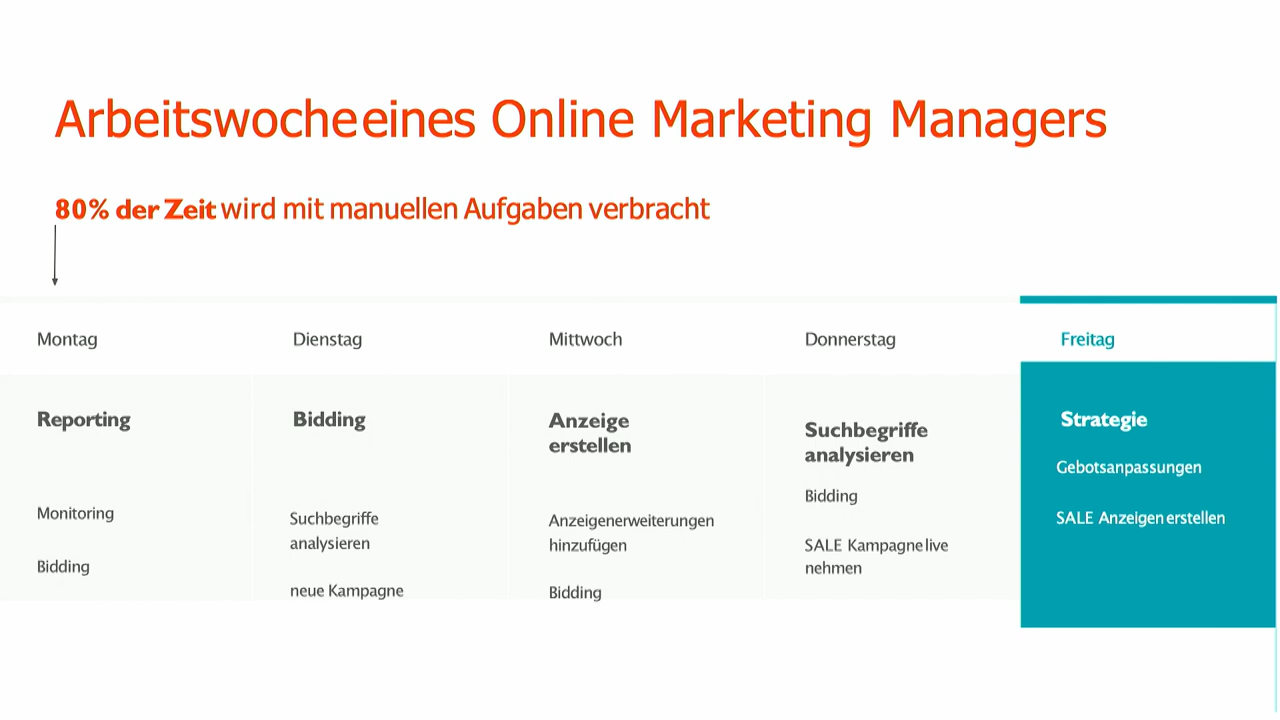 Arbeitswoche eines Online Marketing Managers
80% der Zeit wird mit manuellen Aufgaben verbracht
Montag
Dienstag
Mittwoch
Donnerstag
Freitag
Reporting
Monitoring
Bidding
Bidding
Suchbegriffe
analysieren
neue Kampagne
Anzeige
erstellen
Anzeigenerweiterungen
hinzufügen
Bidding
Suchbegriffe
analysieren
Bidding
SALE Kampagne live
nehmen
Strategie
Gebotsanpassungen
SALE Anzeigen erstellen